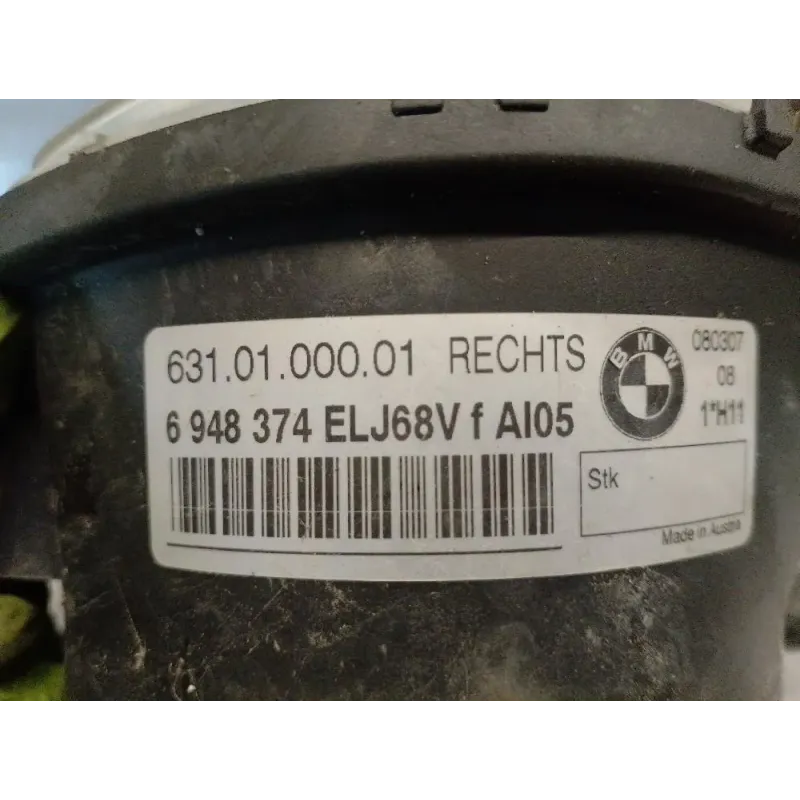 631.01.000.01 RECHTS
6 948 374 ELJ68V f AI05
BMW
080307
08
1*H11
Stk
Made in Austria